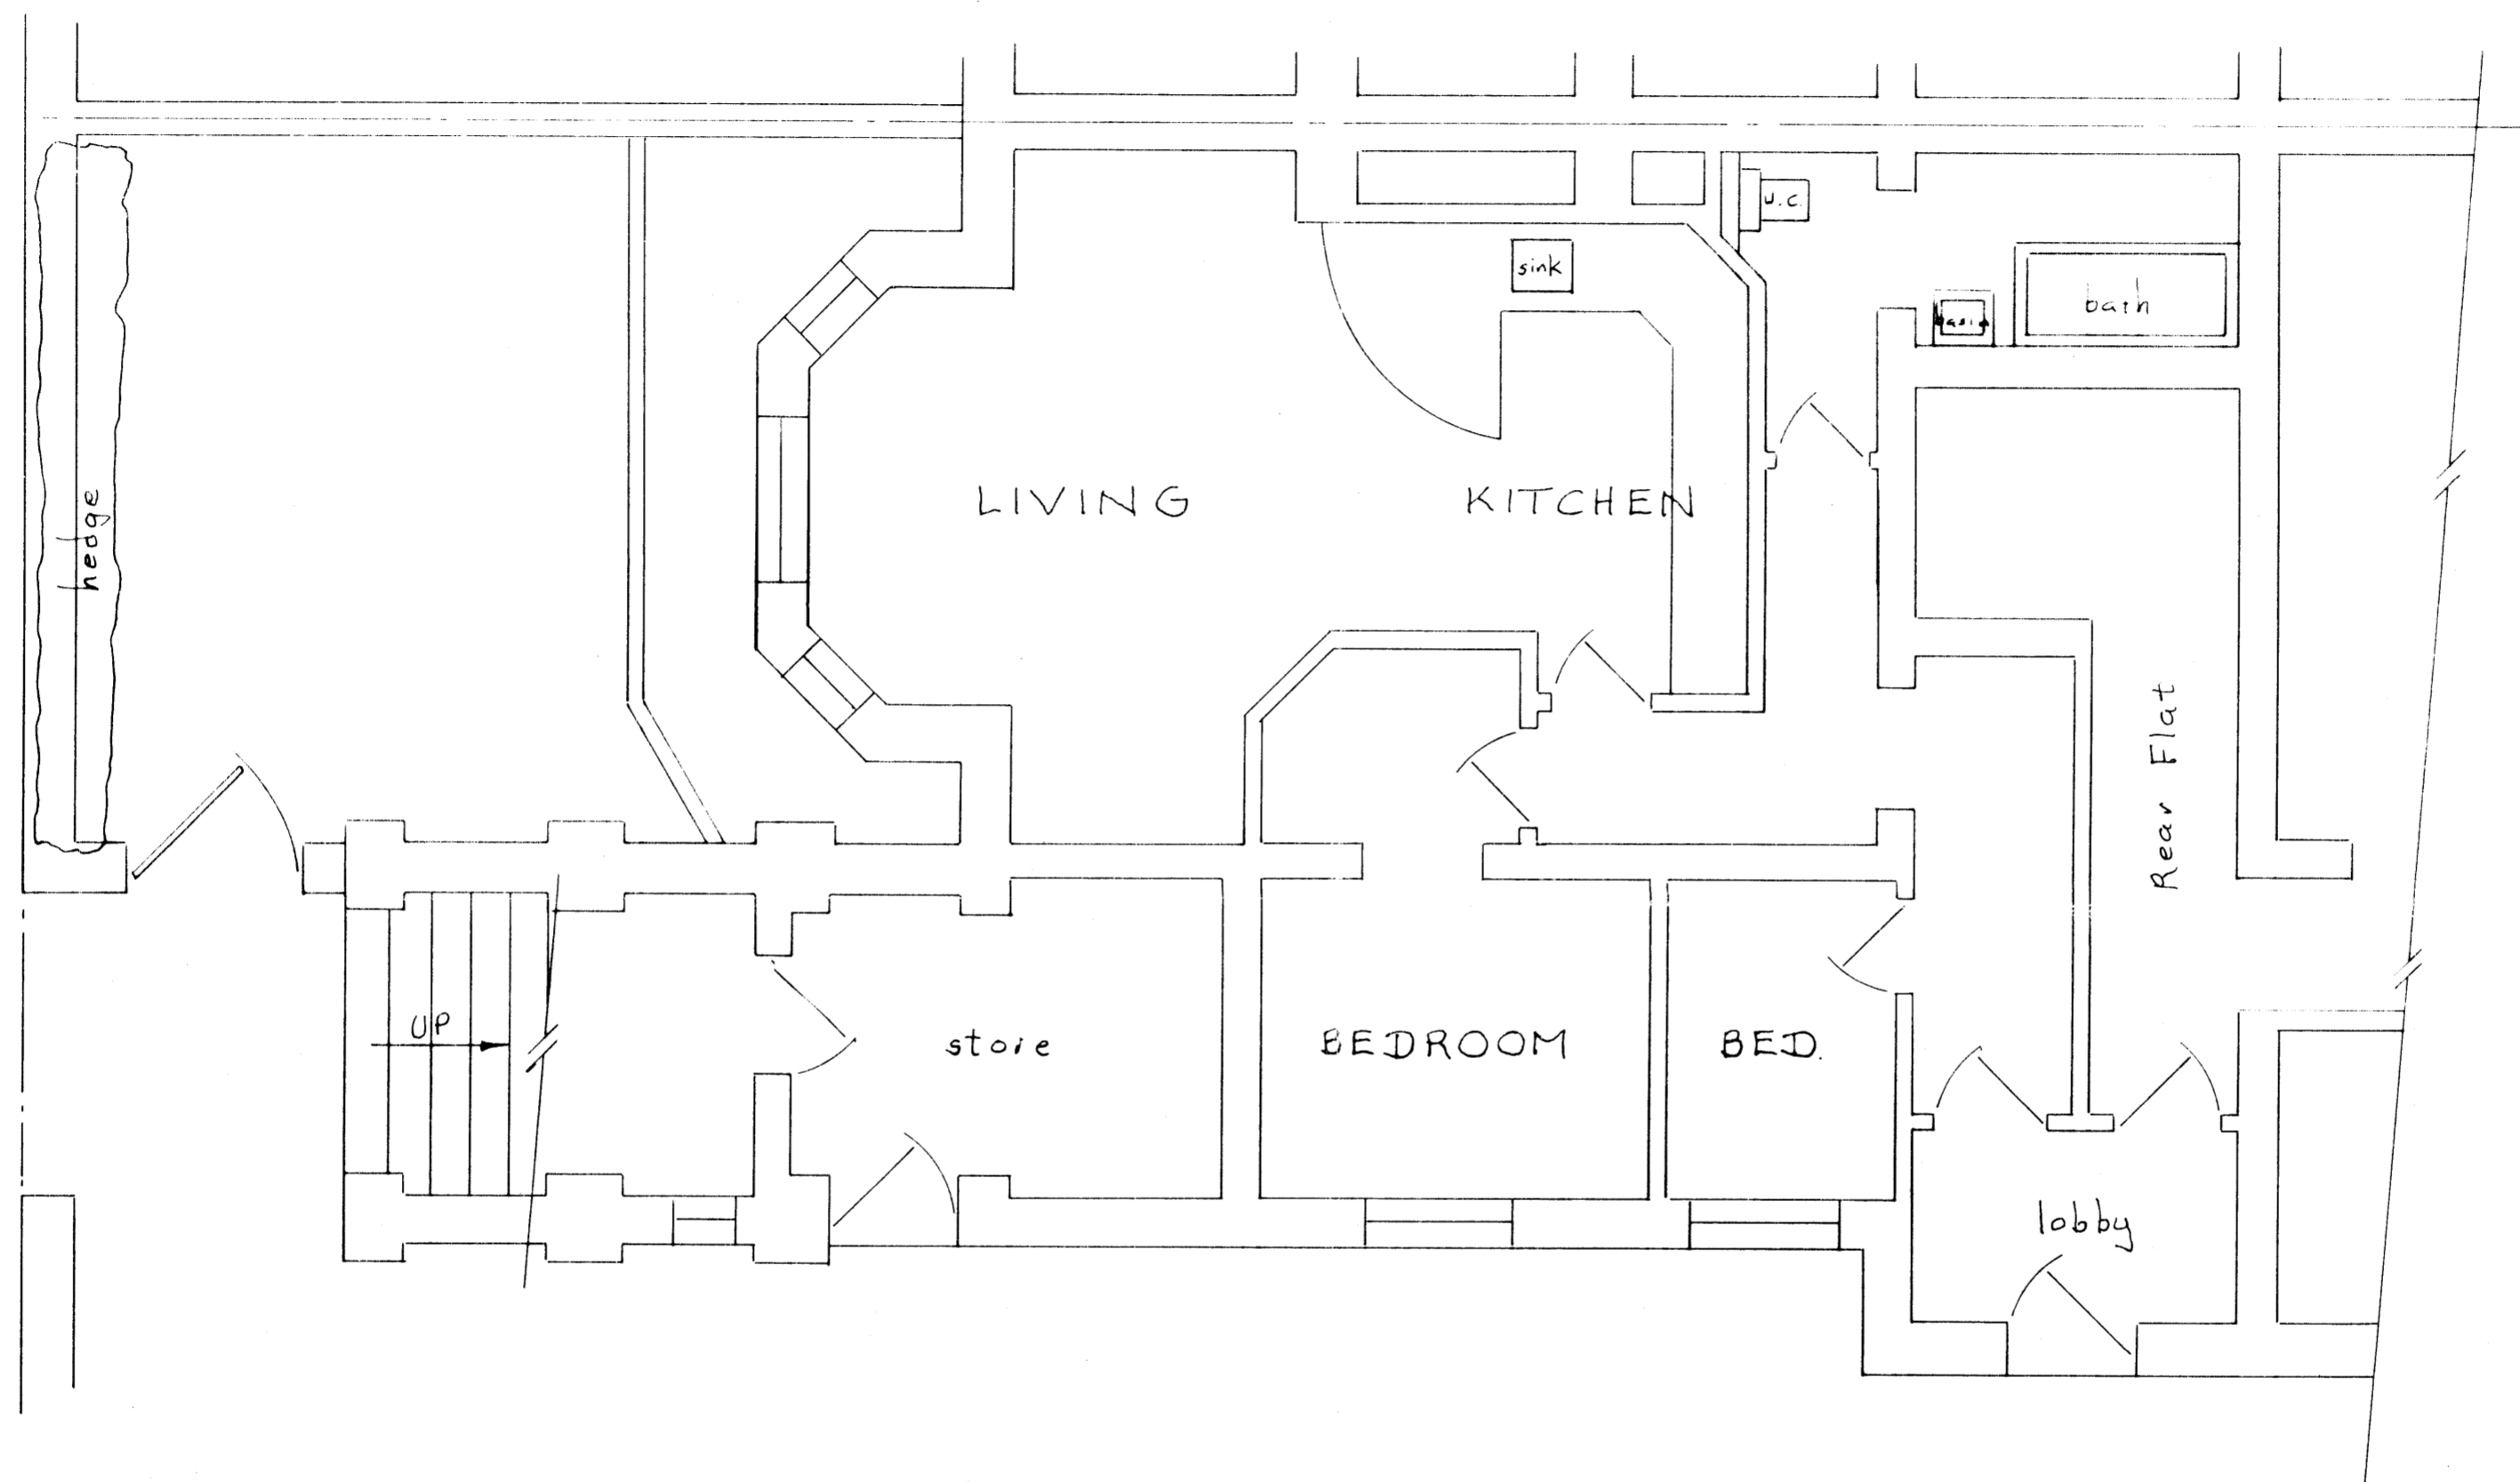 U.C.
sink
basin
bath
LIVING
KITCHEN
hedge
Rear Flat
UP
store
BEDROOM
BED.
lobby